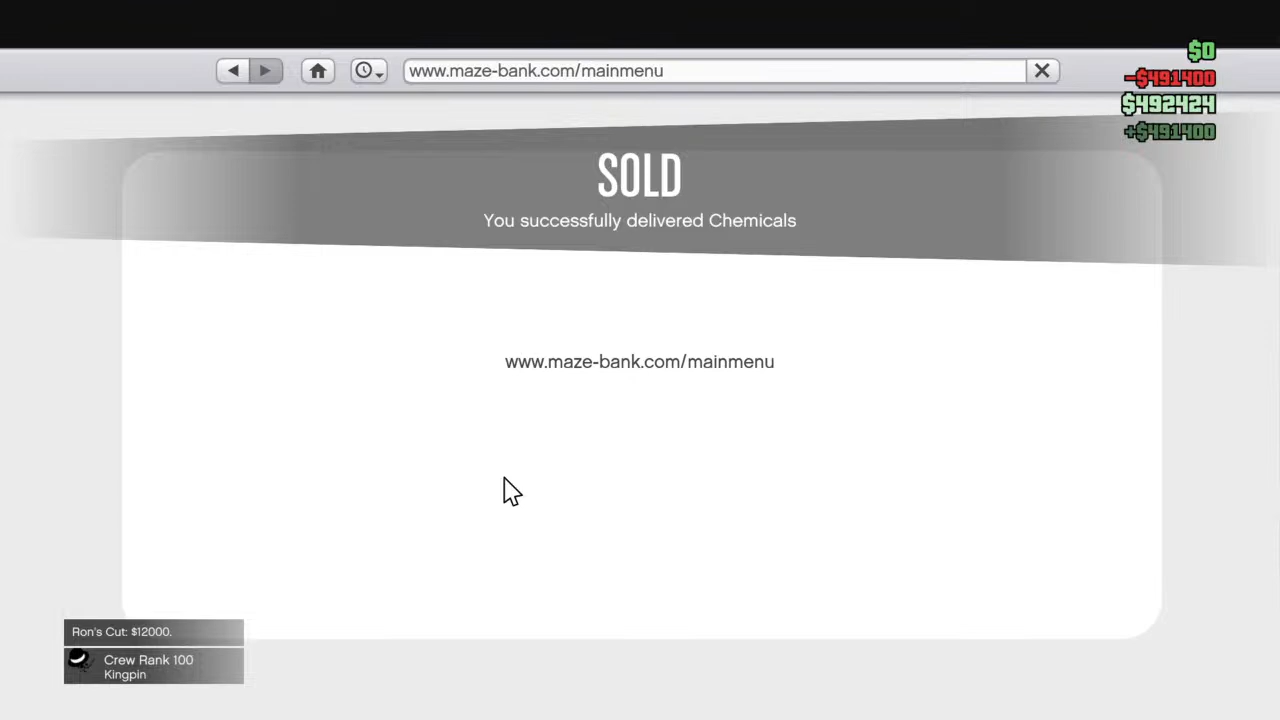 www.maze-bank.com/mainmenu
$0
-$491400
$492424
+$491400
SOLD
You successfully delivered Chemicals
www.maze-bank.com/mainmenu
Ron's Cut: $12000.
Crew Rank 100
Kingpin